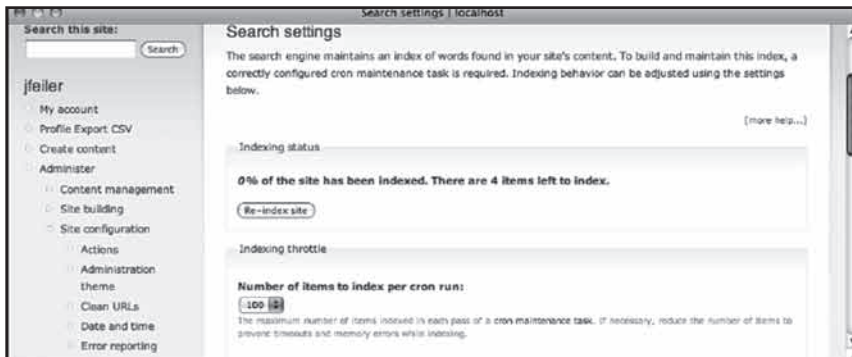 Search settings | localhost
Search this site:
Search
jfeiler
My account
Profile Export CSV
Create content
Administer
Content management
Site building
Site configuration
Actions
Administration
theme
Clean URLs
Date and time
Error reporting
Search settings
The search engine maintains an index of words found in your site's content. To build and maintain this index, a
correctly configured cron maintenance task is required. Indexing behavior can be adjusted using the settings
below.
[more help...]
Indexing status
0% of the site has been indexed. There are 4 items left to index.
Re-index site
Indexing throttle
Number of items to index per cron run:
100
The maximum number of items indexed in each pass of a cron maintenance task. If necessary, reduce the number of items to
prevent timeouts and memory errors while indexing.